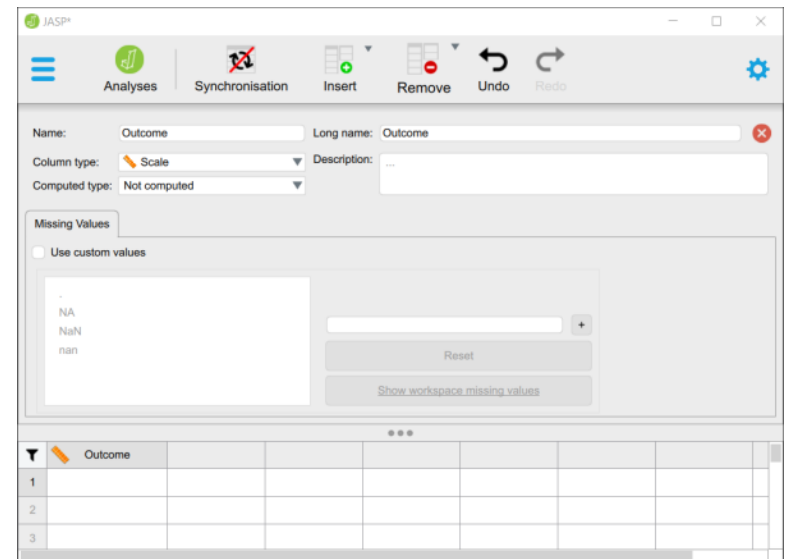 JASP*
Analyses Synchronisation Insert Remove Undo Redo
Name: Outcome Long name: Outcome
Column type: Scale Description: ...
Computed type: Not computed
Missing Values
Use custom values
.
NA
NaN
nan
+
Reset
Show workspace missing values
Outcome
1
2
3